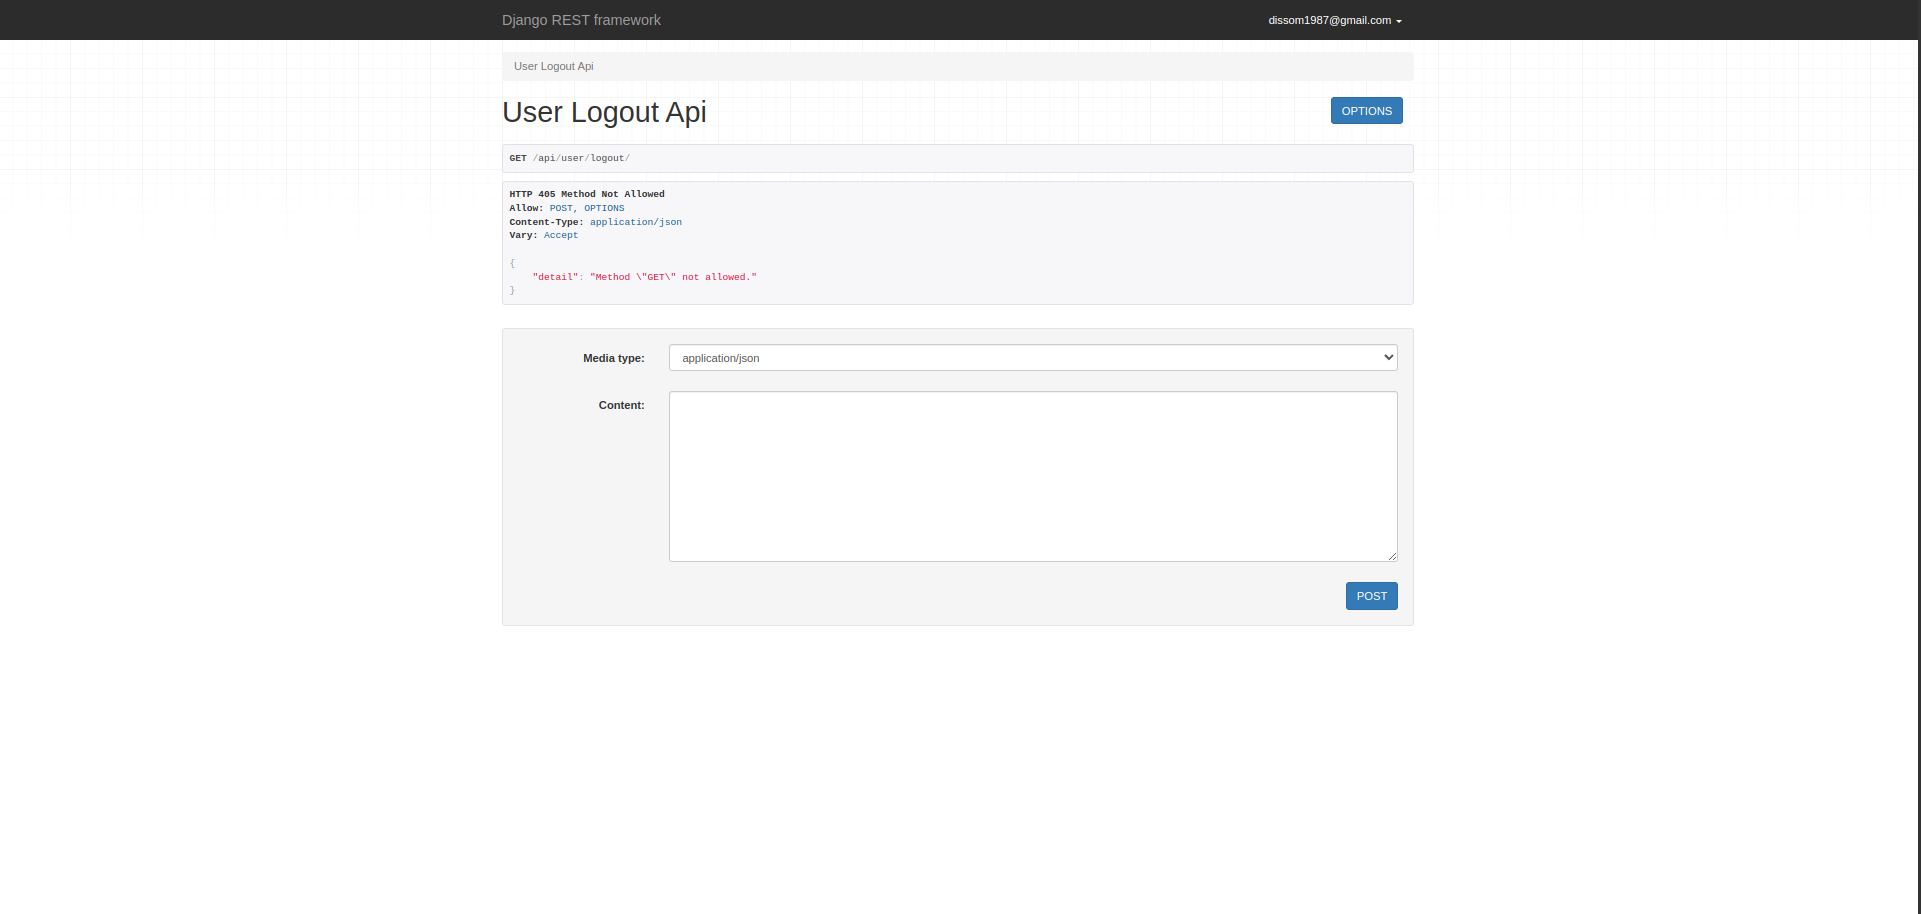 Django REST framework
dissom1987@gmail.com
User Logout Api
User Logout Api
OPTIONS
GET /api/user/logout/
HTTP 405 Method Not Allowed
Allow: POST, OPTIONS
Content-Type: application/json
Vary: Accept
{
    "detail": "Method \"GET\" not allowed."
}
Media type:
application/json
Content:
POST